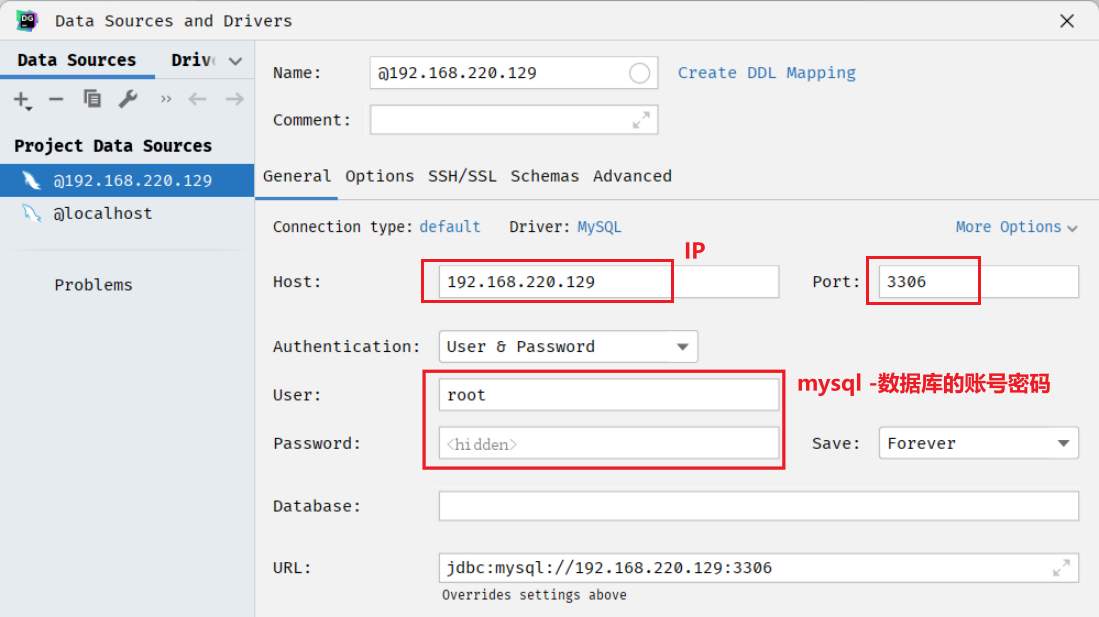 DG
Data Sources and Drivers
Data Sources
Drive
Project Data Sources
@192.168.220.129
@localhost
Problems
Name: @192.168.220.129 Create DDL Mapping
Comment:
General Options SSH/SSL Schemas Advanced
Connection type: default Driver: MySQL More Options
IP
Host: 192.168.220.129 Port: 3306
Authentication: User & Password
mysql -数据库的账号密码
User: root
Password: <hidden> Save: Forever
Database:
URL: jdbc:mysql://192.168.220.129:3306
Overrides settings above